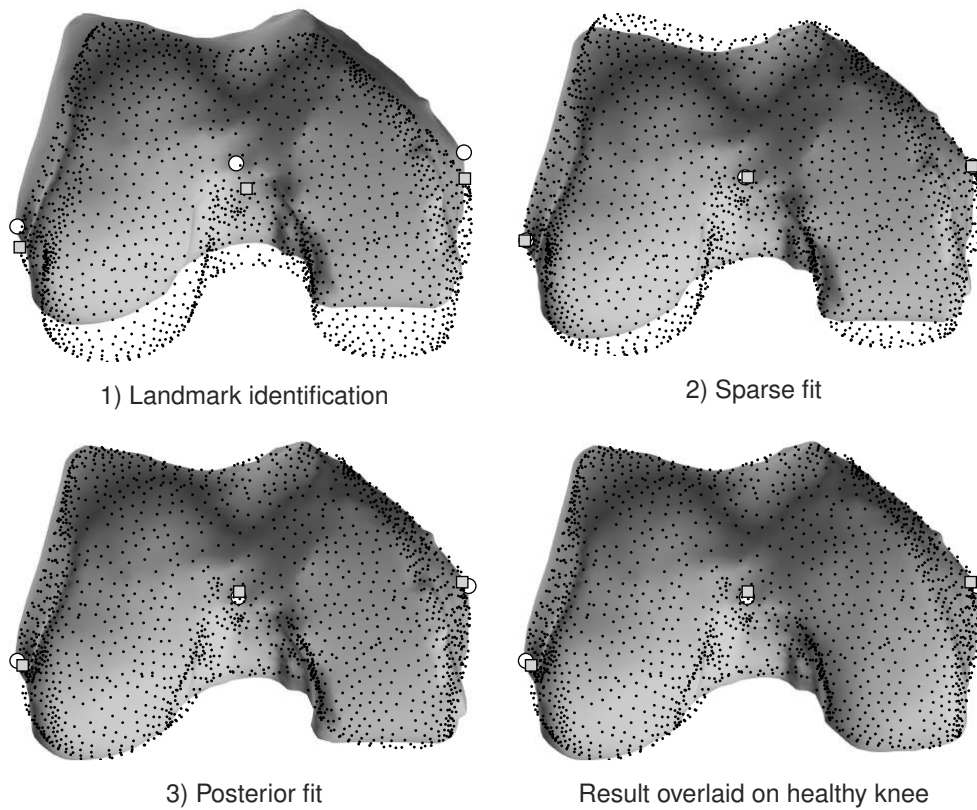 1) Landmark identification
2) Sparse fit
3) Posterior fit
Result overlaid on healthy knee